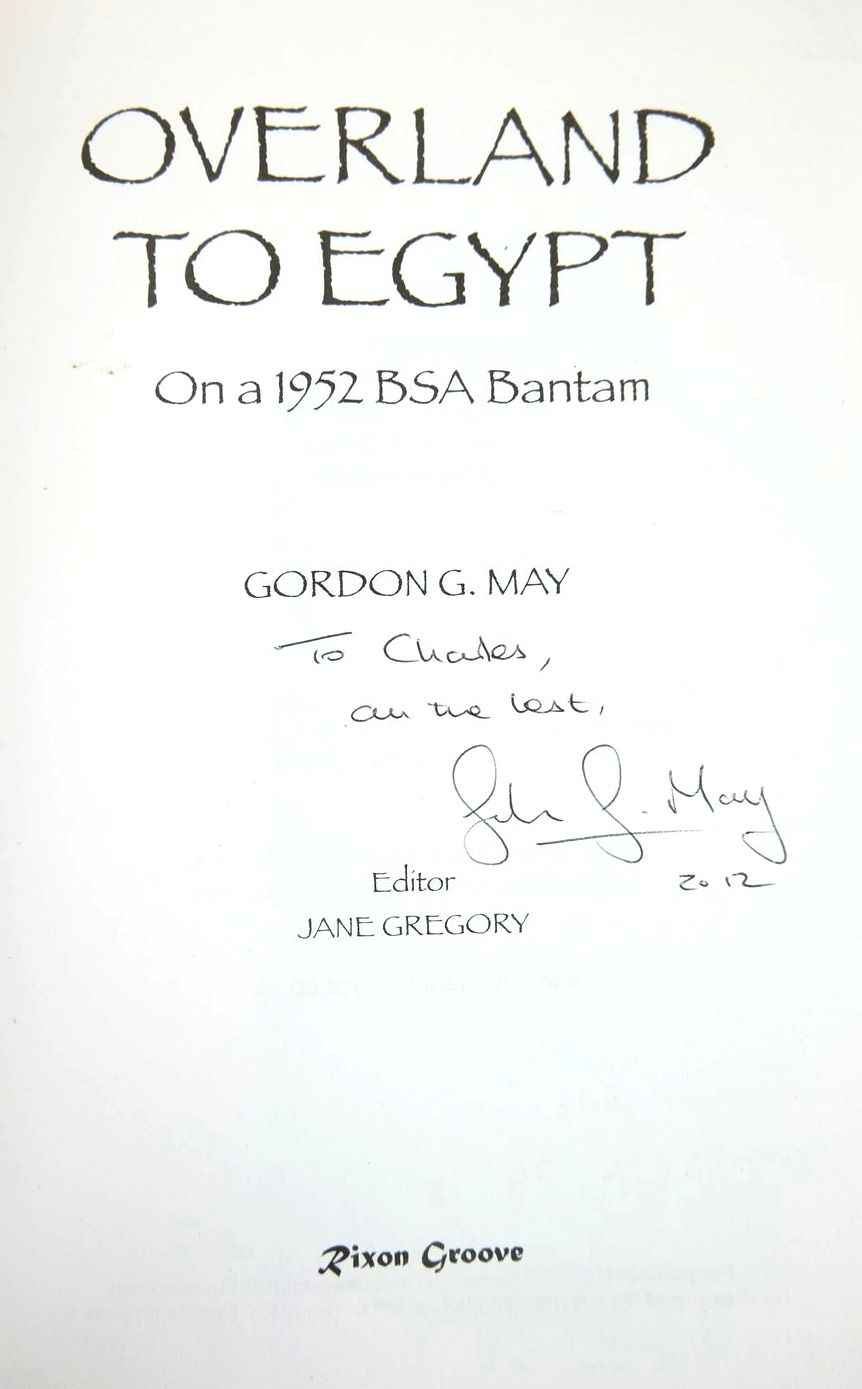 OVERLAND
TO EGYPT
On a 1952 BSA Bantam
GORDON G. MAY
To Charles,
all the best,
G. May
2012
Editor
JANE GREGORY
Rixon Groove